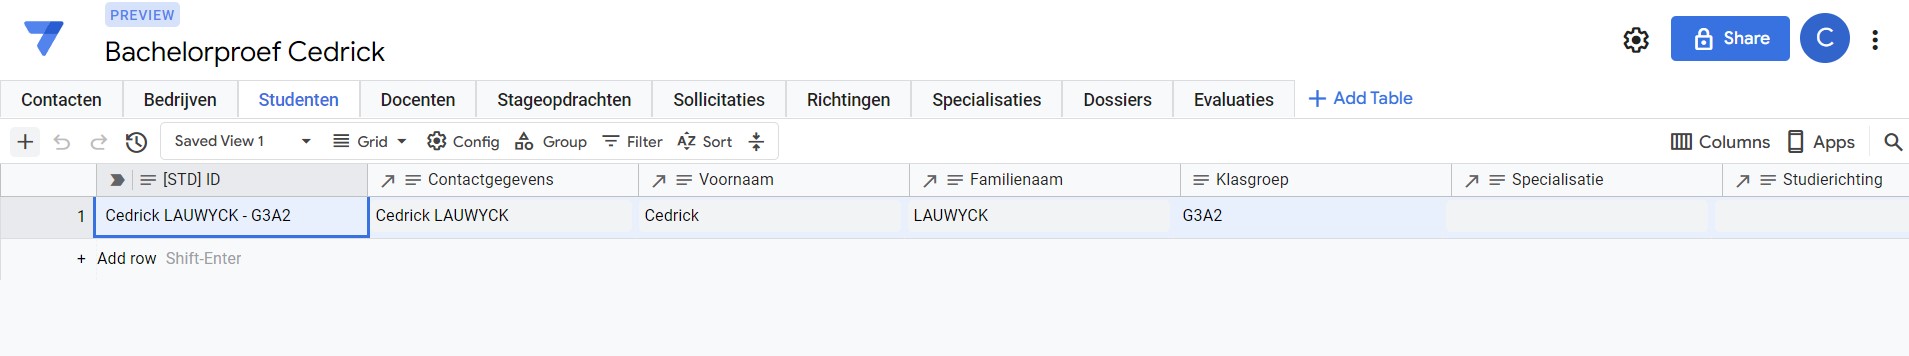 PREVIEW
Bachelorproef Cedrick
Share
C
Contacten Bedrijven Studenten Docenten Stageopdrachten Sollicitaties Richtingen Specialisaties Dossiers Evaluaties + Add Table
+ Saved View 1 Grid Config Group Filter AZ Sort Columns Apps
[STD] ID Contactgegevens Voornaam Familienaam Klasgroep Specialisatie Studierichting
1 Cedrick LAUWYCK - G3A2 Cedrick LAUWYCK Cedrick LAUWYCK G3A2
+ Add row Shift-Enter